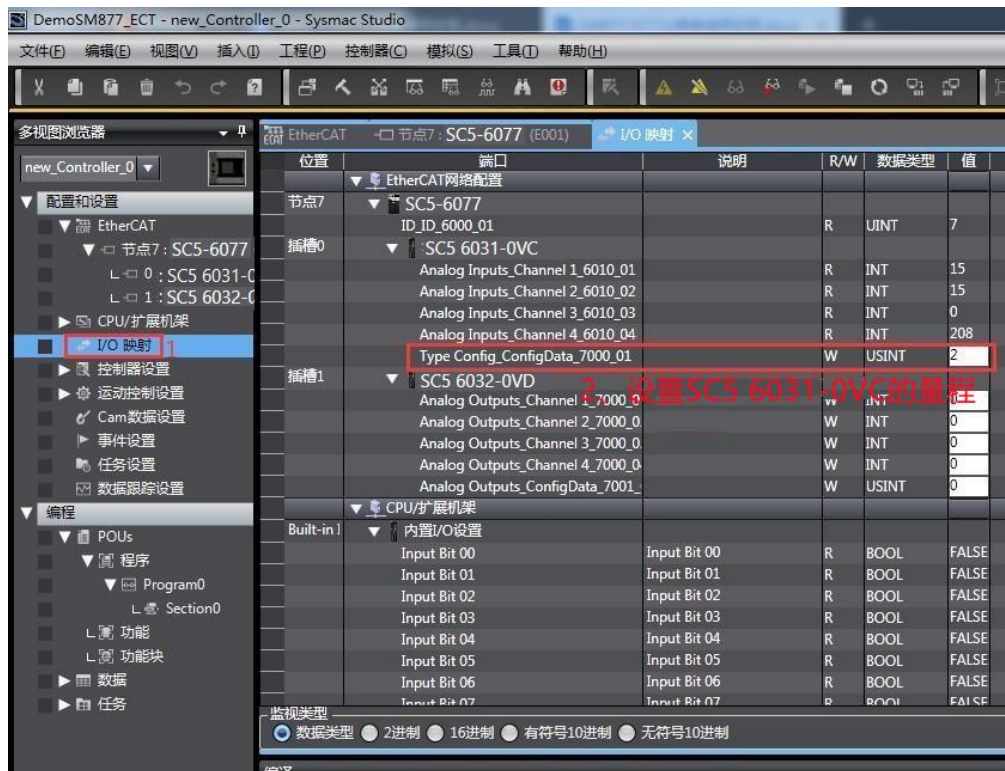 DemoSM877_ECT - new_Controller_0 - Sysmac Studio
文件(F) 编辑(E) 视图(V) 插入(I) 工程(P) 控制器(C) 模拟(S) 工具(T) 帮助(H)
多视图浏览器
new_Controller_0
配置和设置
EtherCAT
节点7 : SC5-6077
0 : SC5 6031-0
1 : SC5 6032-0
CPU/扩展机架
I/O 映射 1
控制器设置
运动控制设置
Cam数据设置
事件设置
任务设置
数据跟踪设置
编程
POUs
程序
Program0
Section0
功能
功能块
数据
任务
EtherCAT 节点7 : SC5-6077 (E001) I/O 映射
位置 端口 说明 R/W 数据类型 值
EtherCAT网络配置
节点7 SC5-6077
ID_ID_6000_01 R UINT 7
插槽0 SC5 6031-0VC
Analog Inputs_Channel 1_6010_01 R INT 15
Analog Inputs_Channel 2_6010_02 R INT 15
Analog Inputs_Channel 3_6010_03 R INT 0
Analog Inputs_Channel 4_6010_04 R INT 208
Type Config_ConfigData_7000_01 W USINT 2
插槽1 SC5 6032-0VD
2、设置SC5 6031-0VC的量程
Analog Outputs_Channel 1_7000_0 W INT 0
Analog Outputs_Channel 2_7000_0 W INT 0
Analog Outputs_Channel 3_7000_0 W INT 0
Analog Outputs_Channel 4_7000_0 W INT 0
Analog Outputs_ConfigData_7001_ W USINT 0
CPU/扩展机架
Built-in I 内置I/O设置
Input Bit 00 Input Bit 00 R BOOL FALSE
Input Bit 01 Input Bit 01 R BOOL FALSE
Input Bit 02 Input Bit 02 R BOOL FALSE
Input Bit 03 Input Bit 03 R BOOL FALSE
Input Bit 04 Input Bit 04 R BOOL FALSE
Input Bit 05 Input Bit 05 R BOOL FALSE
Input Bit 06 Input Bit 06 R BOOL FALSE
Input Bit 07 Input Bit 07 R BOOL FALSE
监视类型
数据类型 2进制 16进制 有符号10进制 无符号10进制
编译